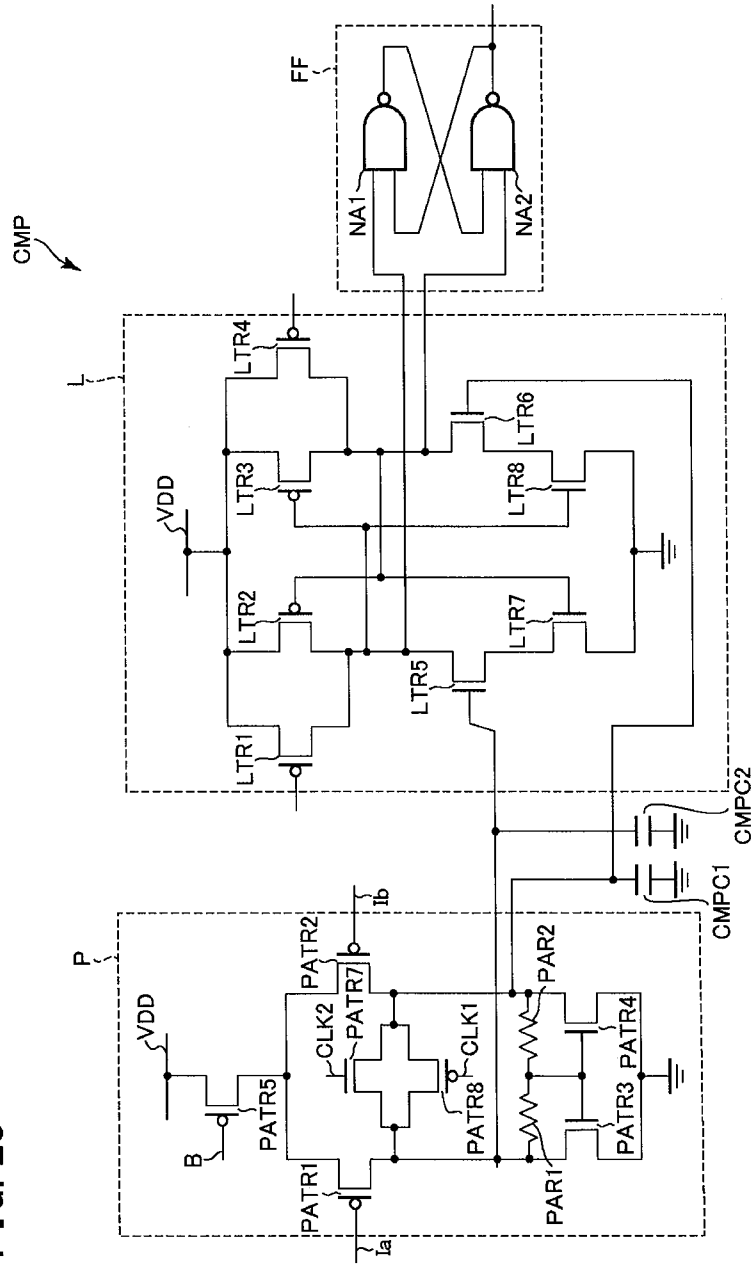 CMP
P
VDD
B
PATR5
PATR1
PATR2
Ia
Ib
CLK2
PATR7
CLK1
PATR8
PAR1
PAR2
PATR3
PATR4
CMPC1
CMPC2
L
VDD
LTR1
LTR2
LTR3
LTR4
LTR5
LTR6
LTR7
LTR8
FF
NA1
NA2